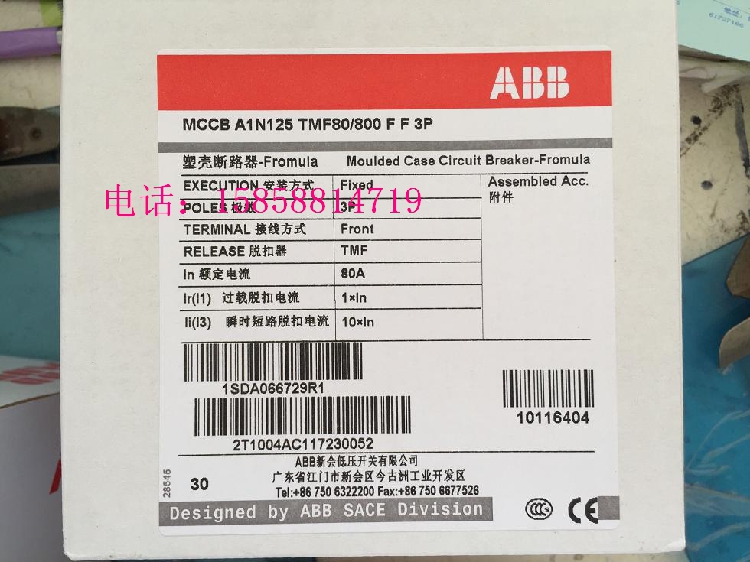 ABB
MCCB A1N125 TMF80/800 F F 3P
塑壳断路器-Fromula Moulded Case Circuit Breaker-Fromula
EXECUTION 安装方式 Fixed
Assembled Acc.
附件
电话：15858814719
POLES 极数 3P
TERMINAL 接线方式 Front
RELEASE 脱扣器 TMF
In 额定电流 80A
Ir(I1) 过载脱扣电流 1×In
Ii(I3) 瞬时短路脱扣电流 10×In
1SDA066729R1
2T1004AC117230052
10116404
ABB新会低压开关有限公司
广东省江门市新会区今古洲工业开发区
Tel:+86 750 6322200 Fax:+86 750 6677526
28515
30
Designed by ABB SACE Division
CCC
CE